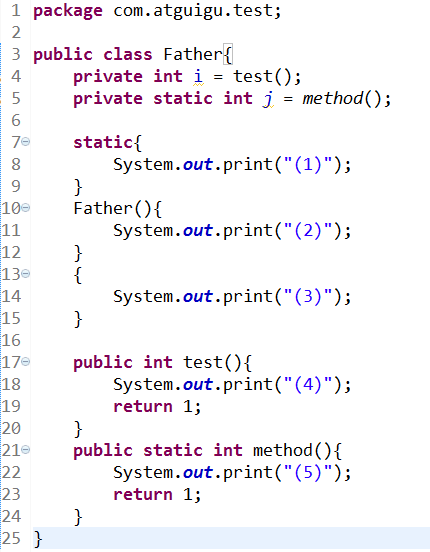 1 package com.atguigu.test;
2
3 public class Father{
4     private int i = test();
5     private static int j = method();
6
7     static{
8         System.out.print("(1)");
9     }
10     Father(){
11         System.out.print("(2)");
12     }
13     {
14         System.out.print("(3)");
15     }
16
17     public int test(){
18         System.out.print("(4)");
19         return 1;
20     }
21     public static int method(){
22         System.out.print("(5)");
23         return 1;
24     }
25 }